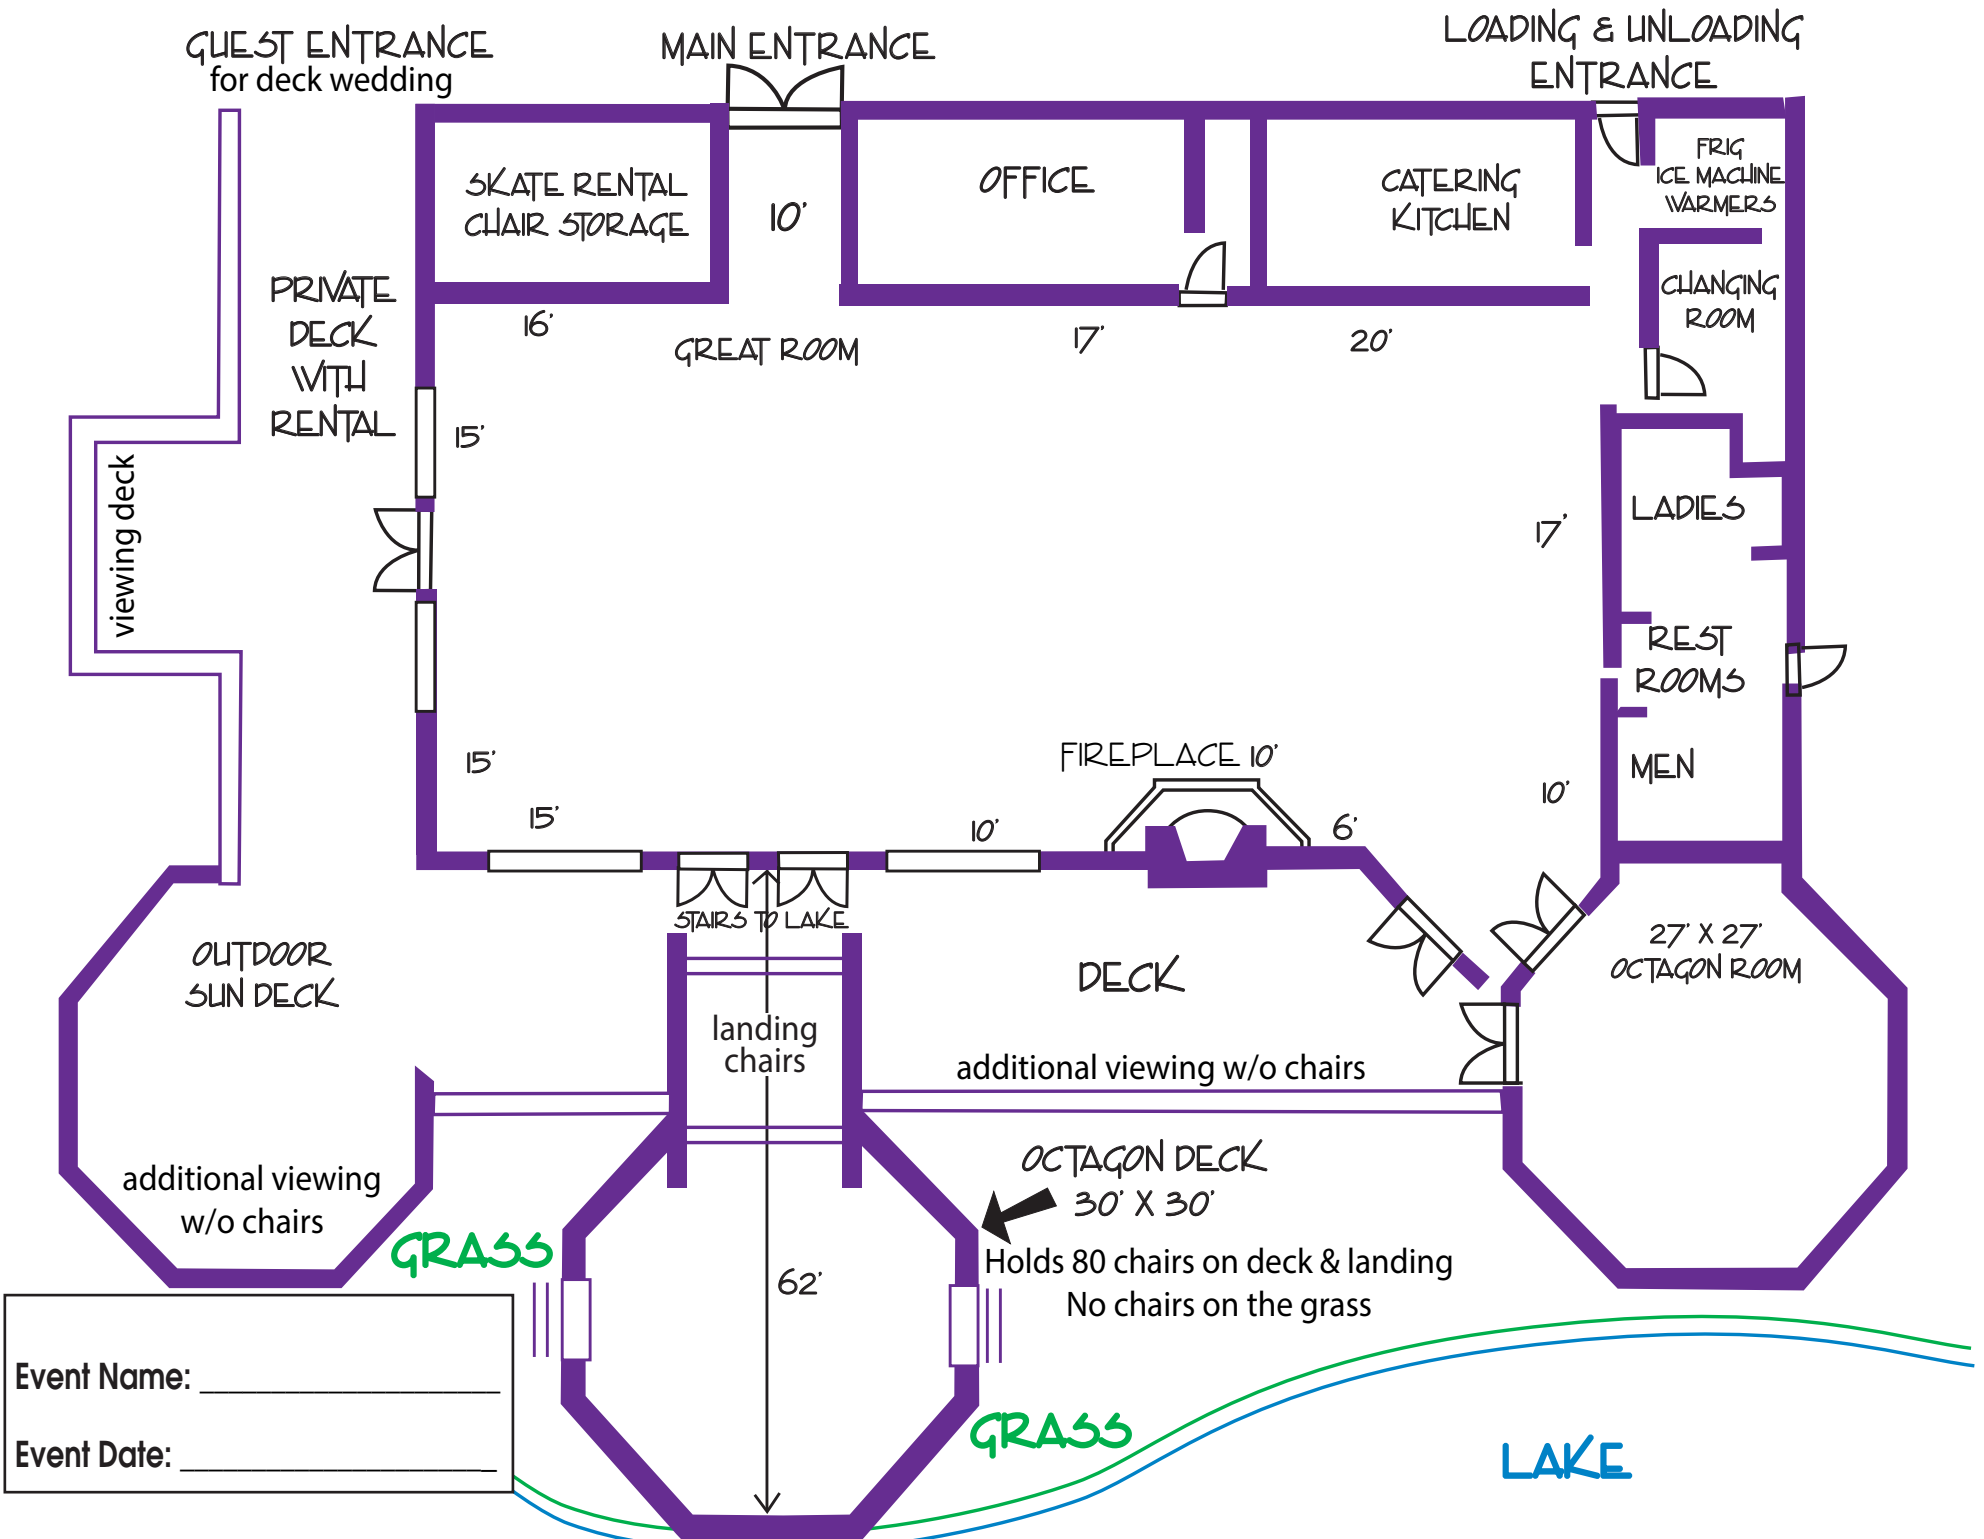 GUEST ENTRANCE
for deck wedding
MAIN ENTRANCE
LOADING & UNLOADING
ENTRANCE
SKATE RENTAL
CHAIR STORAGE
10'
OFFICE
CATERING
KITCHEN
FRIG
ICE MACHINE
WARMERS
CHANGING
ROOM
PRIVATE
DECK
WITH
RENTAL
16'
GREAT ROOM
17'
20'
15'
viewing deck
17'
LADIES
REST
ROOMS
MEN
10'
15'
15'
10'
FIREPLACE 10'
6'
STAIRS TO LAKE
OUTDOOR
SUN DECK
DECK
27' X 27'
OCTAGON ROOM
landing
chairs
additional viewing w/o chairs
additional viewing
w/o chairs
OCTAGON DECK
30' X 30'
Holds 80 chairs on deck & landing
No chairs on the grass
GRASS
62'
GRASS
LAKE
Event Name: ___________________
Event Date: ____________________